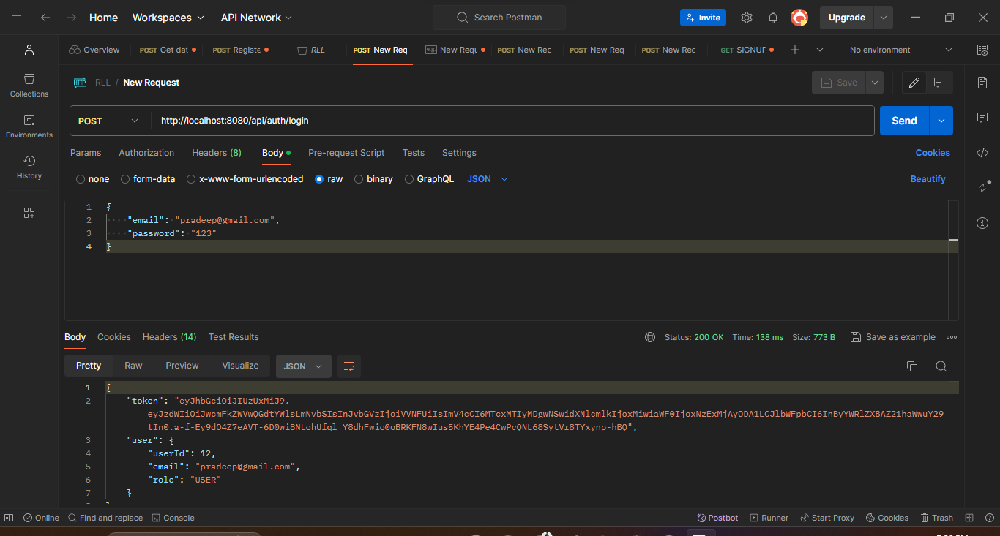 Home Workspaces API Network Search Postman Invite Upgrade
Overview POST Get dat POST Registe RLL POST New Req e.g. New Requ POST New Req POST New Req POST New Req GET SIGNUP No environment
HTTP RLL / New Request Save
Collections
POST http://localhost:8080/api/auth/login Send
Environments
Params Authorization Headers (8) Body Pre-request Script Tests Settings Cookies
History
none form-data x-www-form-urlencoded raw binary GraphQL JSON Beautify
1 {
2 "email": "pradeep@gmail.com",
3 "password": "123"
4 }
Body Cookies Headers (14) Test Results Status: 200 OK Time: 138 ms Size: 773 B Save as example
Pretty Raw Preview Visualize JSON
1 {
2 "token": "eyJhbGciOiJIUzUxMiJ9.
eyJzdWIiOiJwcmFkZWVwQGdtYWlsLmNvbSIsInJvbGVzIjoiVVNFUiIsImV4cCI6MTcxMTIyMDgwNSwidXNlcmlkIjoxMiwiaWF0IjoxNzExMjAyODA1LCJlbWFpbCI6InByYWRlZXBAZ21haWwuY29
tIn0.a-f-Ey9dO4Z7eAVT-6D0wi8NLohUfql_Y8dhFwio0oBRKFN8wIus5KhYE4Pe4CwPcQNL68SytVr8TYxynp-hBQ",
3 "user": {
4 "userId": 12,
5 "email": "pradeep@gmail.com",
6 "role": "USER"
7 }
Online Find and replace Console Postbot Runner Start Proxy Cookies Trash